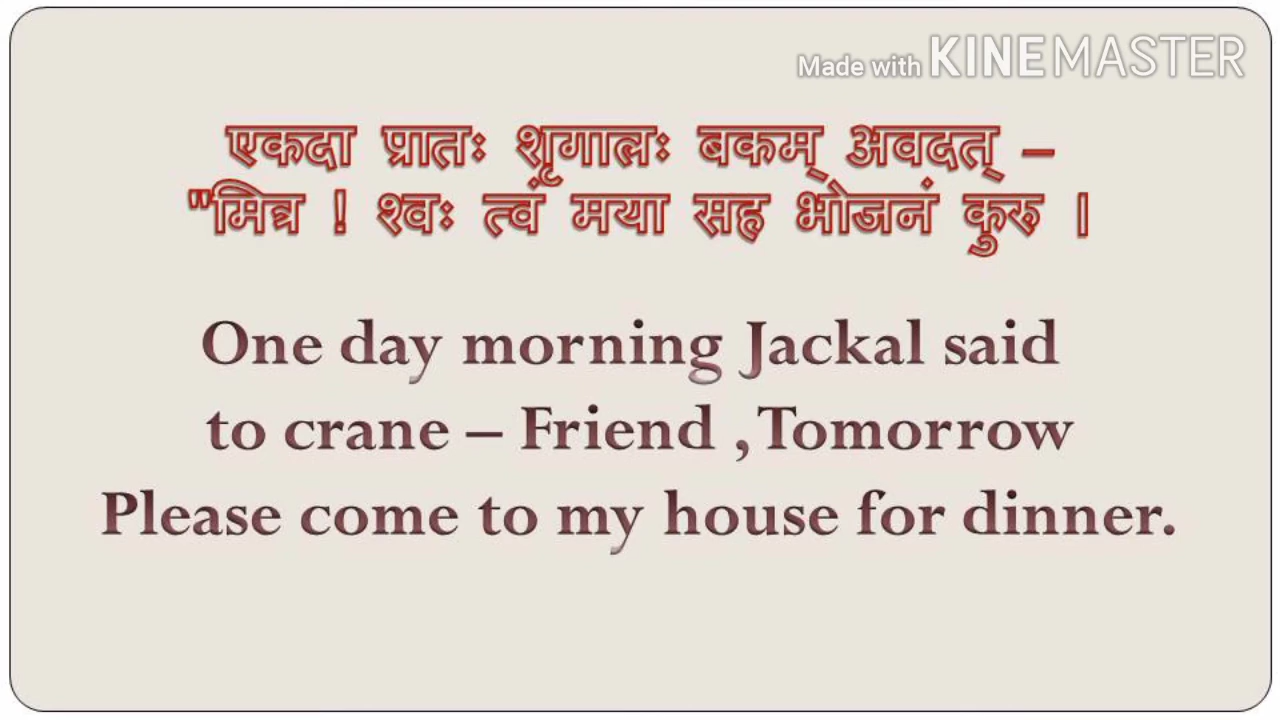 Made with KINEMASTER
एकदा प्रातः शृगालः बकम् अवदत् –
"मित्र ! श्वः त्वं मया सह भोजनं कुरु ।
One day morning Jackal said
to crane – Friend ,Tomorrow
Please come to my house for dinner.